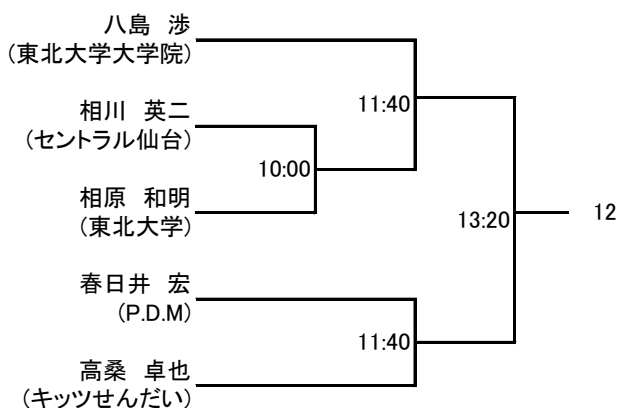 八島 渉
(東北大学大学院)
11:40
相川 英二
(セントラル仙台)
10:00
相原 和明
(東北大学)
13:20
12
春日井 宏
(P.D.M)
11:40
高桑 卓也
(キッツせんだい)